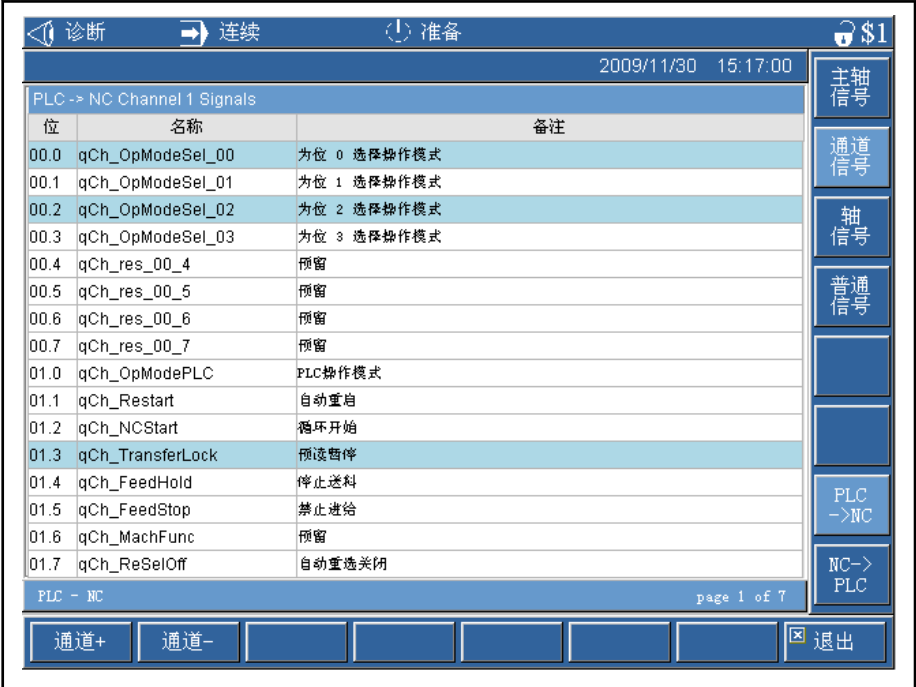 诊断 连续 准备 $1
2009/11/30 15:17:00
PLC -> NC Channel 1 Signals
位 名称 备注
00.0 qCh_OpModeSel_00 为位 0 选择操作模式
00.1 qCh_OpModeSel_01 为位 1 选择操作模式
00.2 qCh_OpModeSel_02 为位 2 选择操作模式
00.3 qCh_OpModeSel_03 为位 3 选择操作模式
00.4 qCh_res_00_4 预留
00.5 qCh_res_00_5 预留
00.6 qCh_res_00_6 预留
00.7 qCh_res_00_7 预留
01.0 qCh_OpModePLC PLC操作模式
01.1 qCh_Restart 自动重启
01.2 qCh_NCStart 循环开始
01.3 qCh_TransferLock 预读暂停
01.4 qCh_FeedHold 停止送料
01.5 qCh_FeedStop 禁止进给
01.6 qCh_MachFunc 预留
01.7 qCh_ReSelOff 自动重选关闭
PLC - NC page 1 of 7
主轴
信号
通道
信号
轴
信号
普通
信号
PLC
->NC
NC->
PLC
通道+ 通道- 退出